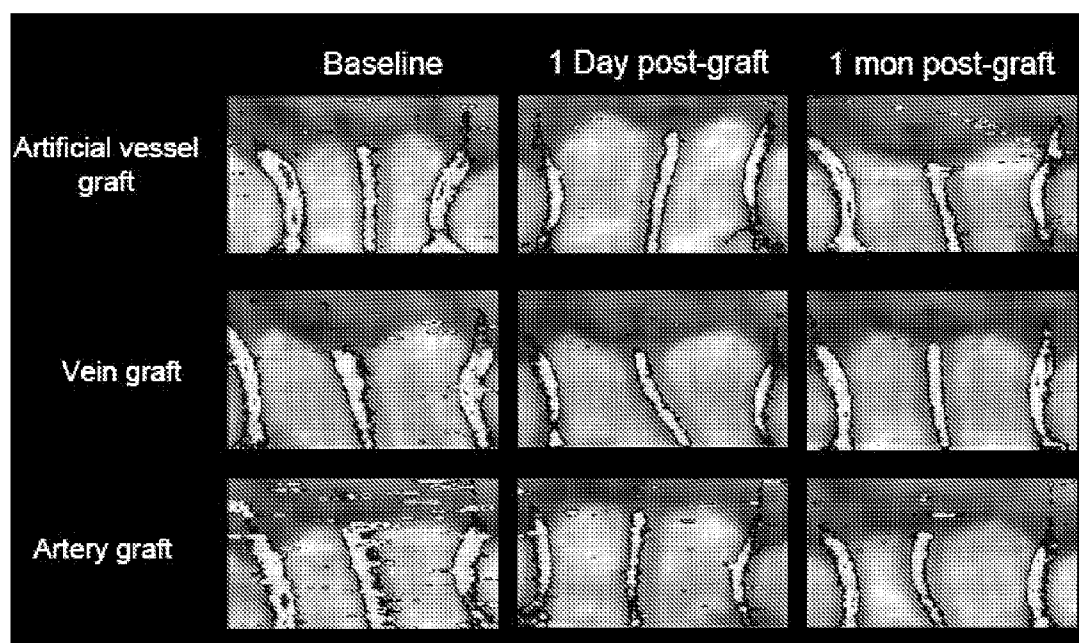 Baseline 1 Day post-graft 1 mon post-graft
Artificial vessel
graft
Vein graft
Artery graft